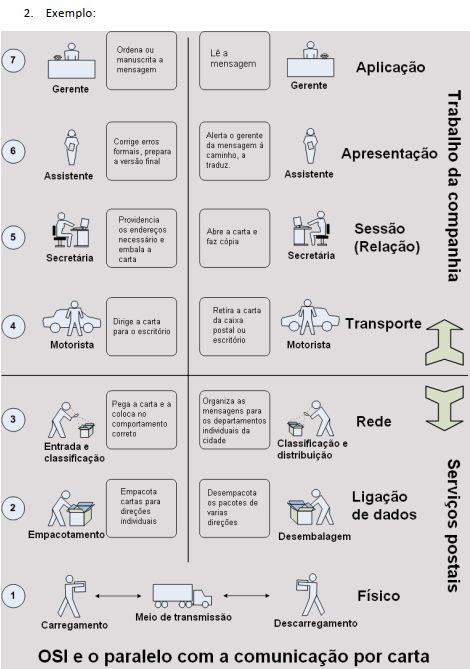 2. Exemplo:
7
Gerente
Ordena ou
manuscrita a
mensagem
Lê a
mensagem
Gerente
Aplicação
6
Assistente
Corrige erros
formais, prepara
a versão final
Alerta o gerente
da mensagem á
caminho, a
traduz.
Assistente
Apresentação
5
Secretária
Providencia
os endereços
necessário e
embala a
carta
Abre a carta e
faz cópia
Secretária
Sessão
(Relação)
4
Motorista
Dirige a carta
para o escritório
Retira a carta
da caixa
postal ou
escritório
Motorista
Transporte
Trabalho da companhia
3
Entrada e
classificação
Pega a carta e a
coloca no
comportamento
correto
Organiza as
mensagens para
os departamentos
individuais da
cidade
Classificação e
distribuição
Rede
2
Empacotamento
Empacota
cartas para
direções
individuais
Desempacota
os pacotes de
varias
direções
Desembalagem
Ligação
de dados
1
Carregamento
Meio de transmissão
Descarregamento
Físico
Serviços postais
OSI e o paralelo com a comunicação por carta